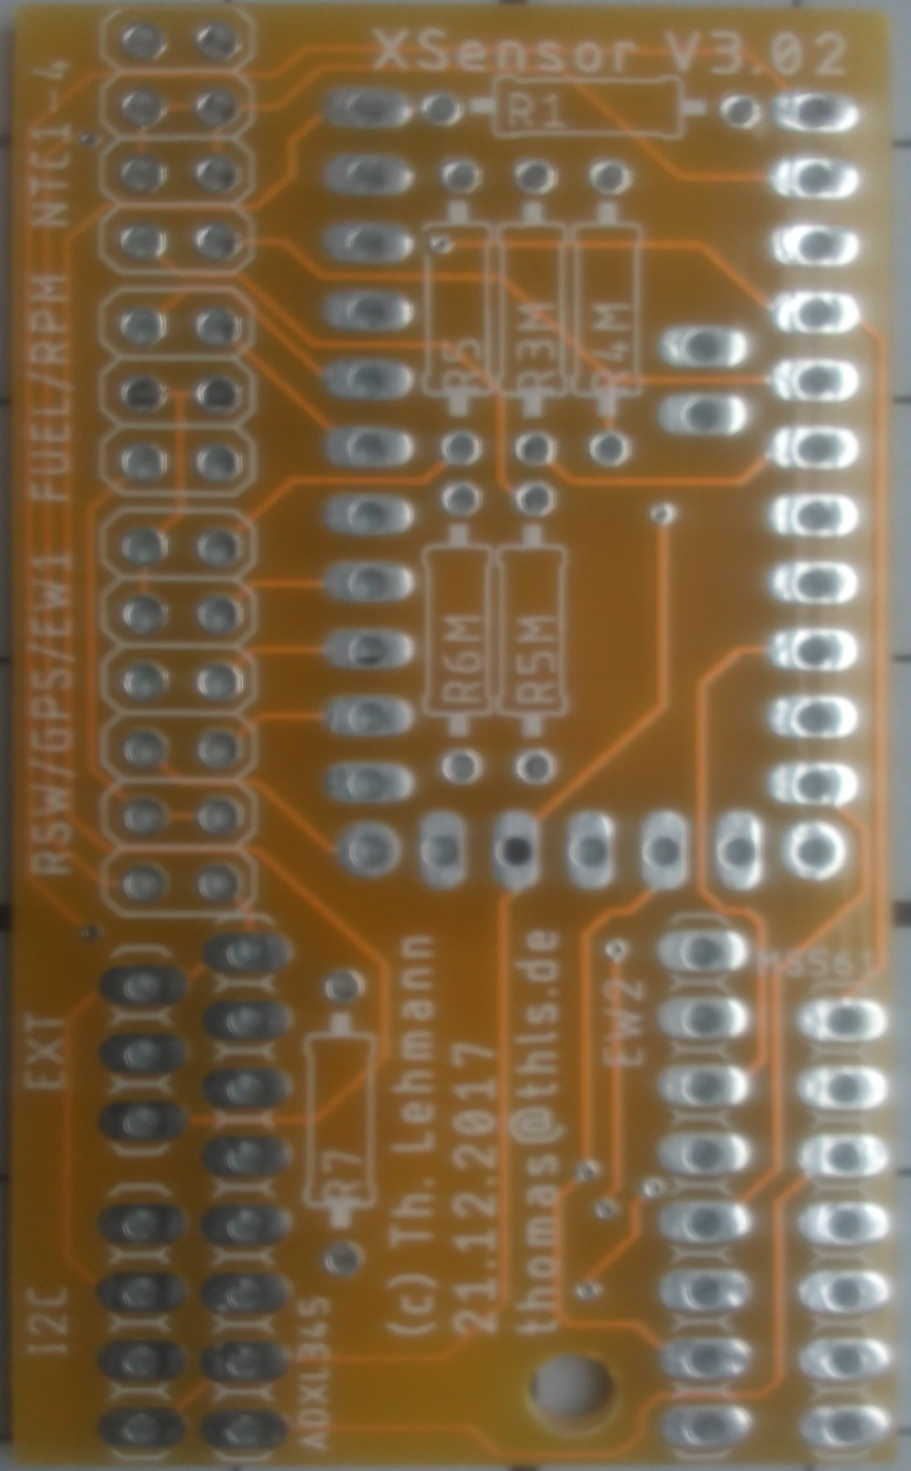 XSensor V3.02
R1
NTC1-4
FUEL/RPM
RSW/GPS/EW1
R5
R3M
R4M
R6M
R5M
EXT
I2C
R7
ADXL345
(c) Th. Lehmann
21.12.2017
thomas@thls.de
EW2